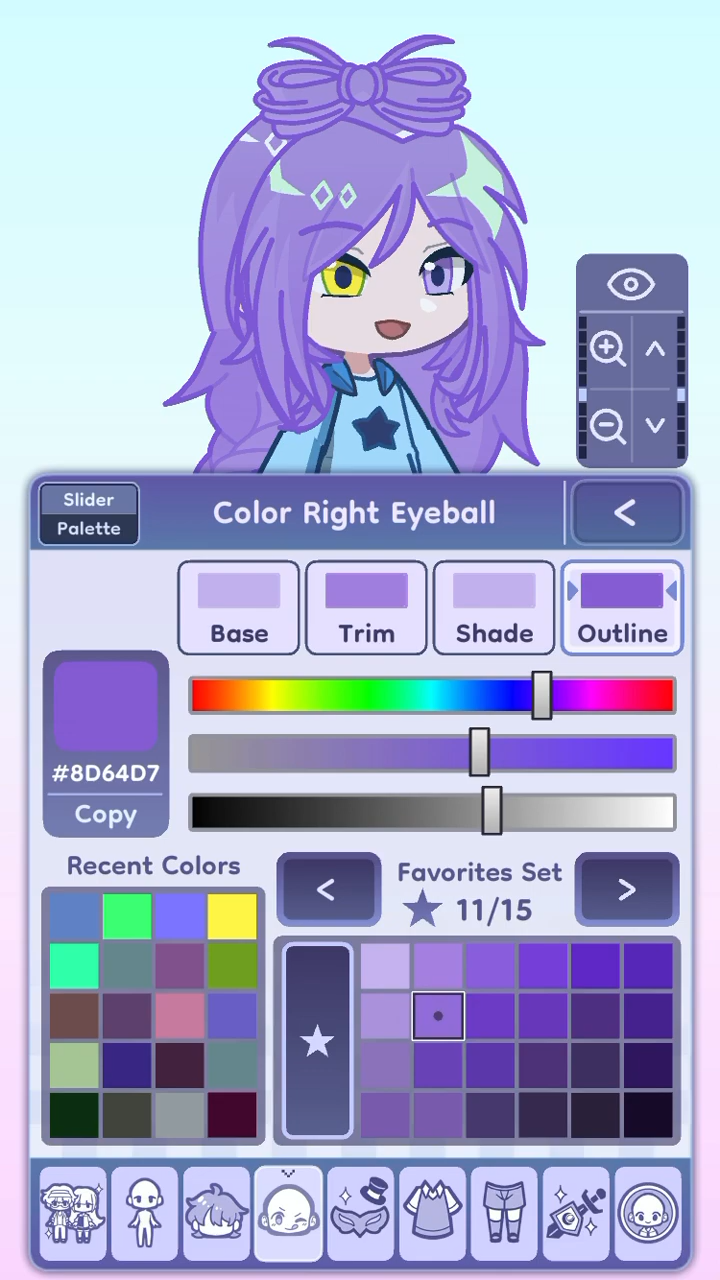 Slider
Palette
Color Right Eyeball
<
Base
Trim
Shade
Outline
#8D64D7
Copy
Recent Colors
<
Favorites Set
11/15
>